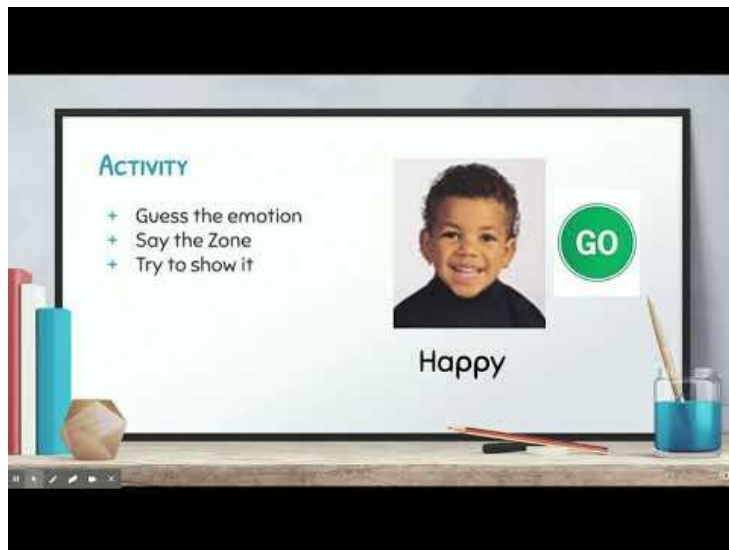 ACTIVITY
+ Guess the emotion
+ Say the Zone
+ Try to show it
GO
Happy